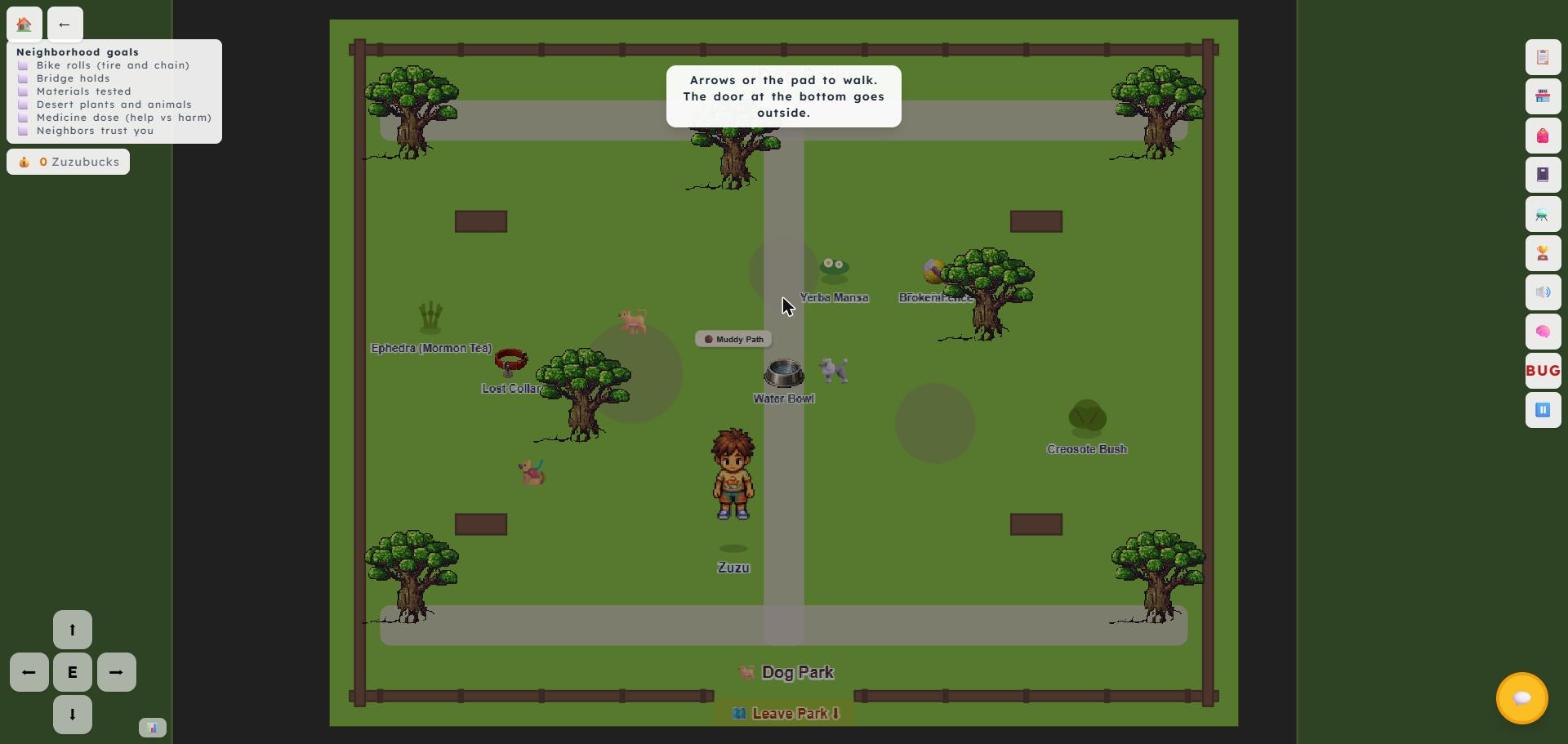 Neighborhood goals
Bike rolls (tire and chain)
Bridge holds
Materials tested
Desert plants and animals
Medicine dose (help vs harm)
Neighbors trust you
0 Zuzubucks
Arrows or the pad to walk.
The door at the bottom goes
outside.
Yerba Mansa
Ephedra (Mormon Tea)
Muddy Path
Lost Collar
Water Bowl
Creosote Bush
Zuzu
Dog Park
Leave Park ⬇
E
BUG